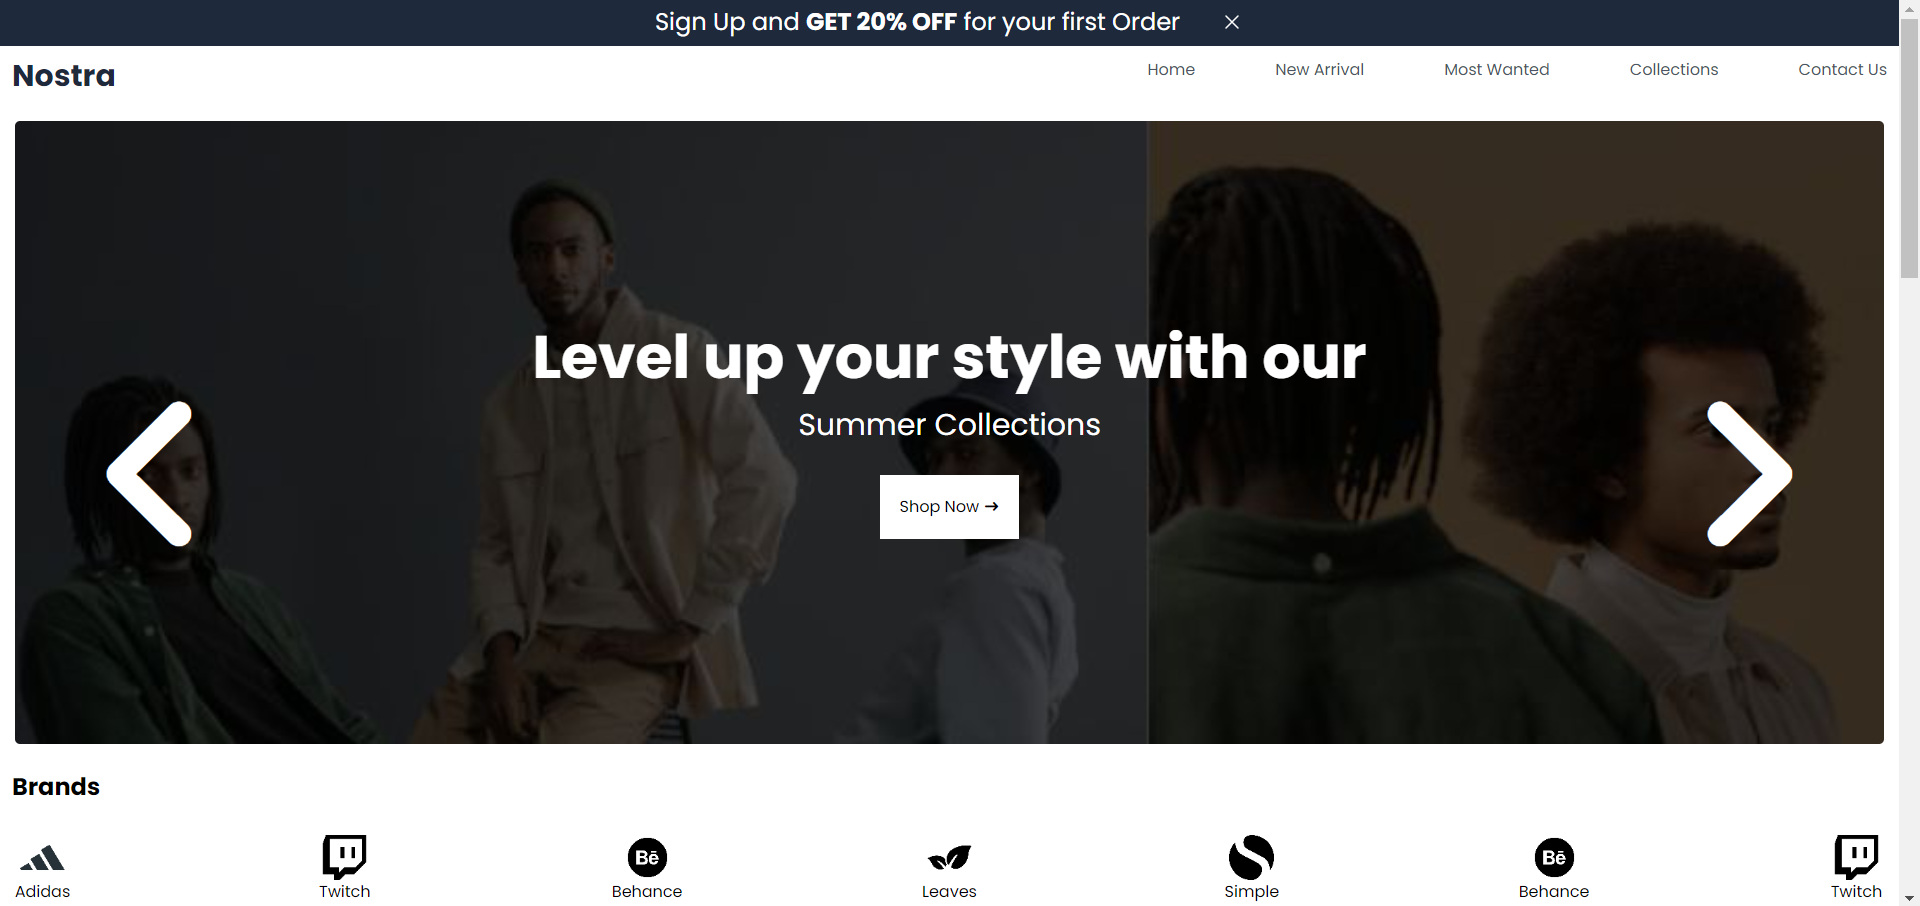 Sign Up and GET 20% OFF for your first Order
Nostra
Home New Arrival Most Wanted Collections Contact Us
Level up your style with our
Summer Collections
Shop Now →
Brands
Bē Bē
Adidas Twitch Behance Leaves Simple Behance Twitch